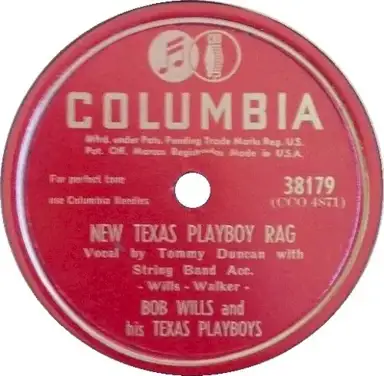 COLUMBIA
Mfrd. under Pats. Pending Trade Marks Reg. U.S.
Pat. Off. Marcas Registradas Made in U.S.A.
For perfect tone
use Columbia Needles
38179
(CCO 4871)
NEW TEXAS PLAYBOY RAG
Vocal by Tommy Duncan with
String Band Acc.
- Wills - Walker -
BOB WILLS and
his TEXAS PLAYBOYS